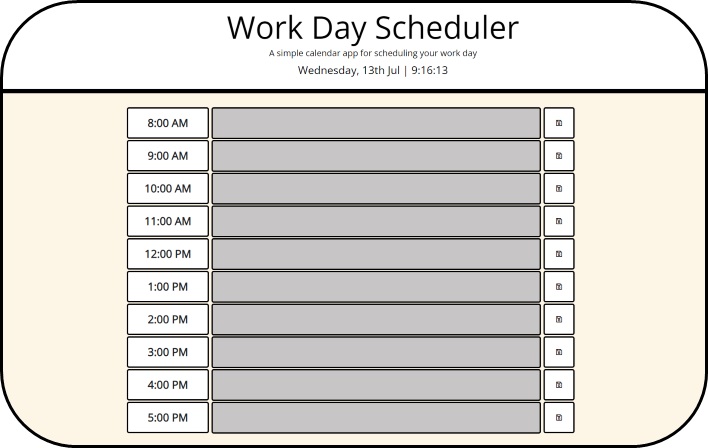 Work Day Scheduler
A simple calendar app for scheduling your work day
Wednesday, 13th Jul | 9:16:13
8:00 AM
9:00 AM
10:00 AM
11:00 AM
12:00 PM
1:00 PM
2:00 PM
3:00 PM
4:00 PM
5:00 PM